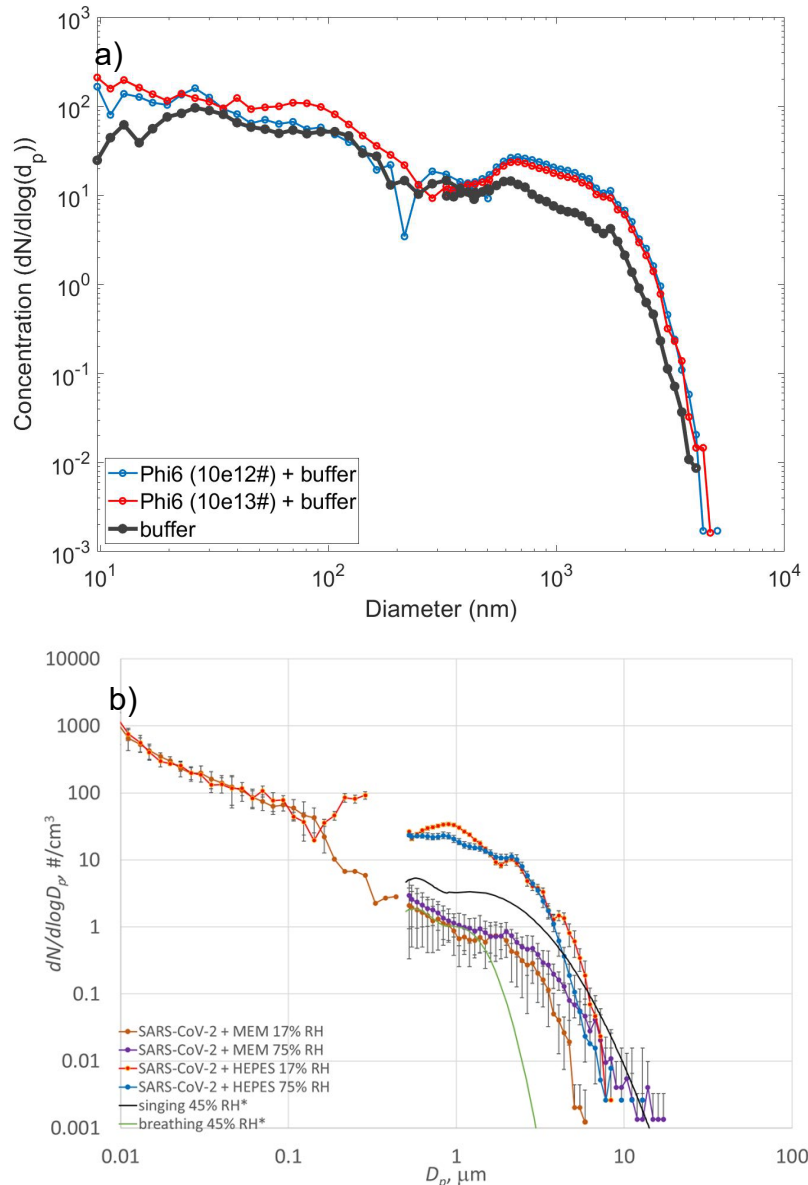 a)
10³
10²
10¹
10⁰
10⁻¹
10⁻²
10⁻³
Concentration (dN/dlog(dₚ))
Phi6 (10e12#) + buffer
Phi6 (10e13#) + buffer
buffer
10¹ 10² 10³ 10⁴
Diameter (nm)
b)
10000
1000
100
10
1
0.1
0.01
0.001
dN/dlogDₚ, #/cm³
SARS-CoV-2 + MEM 17% RH
SARS-CoV-2 + MEM 75% RH
SARS-CoV-2 + HEPES 17% RH
SARS-CoV-2 + HEPES 75% RH
singing 45% RH*
breathing 45% RH*
0.01 0.1 1 10 100
Dₚ, µm